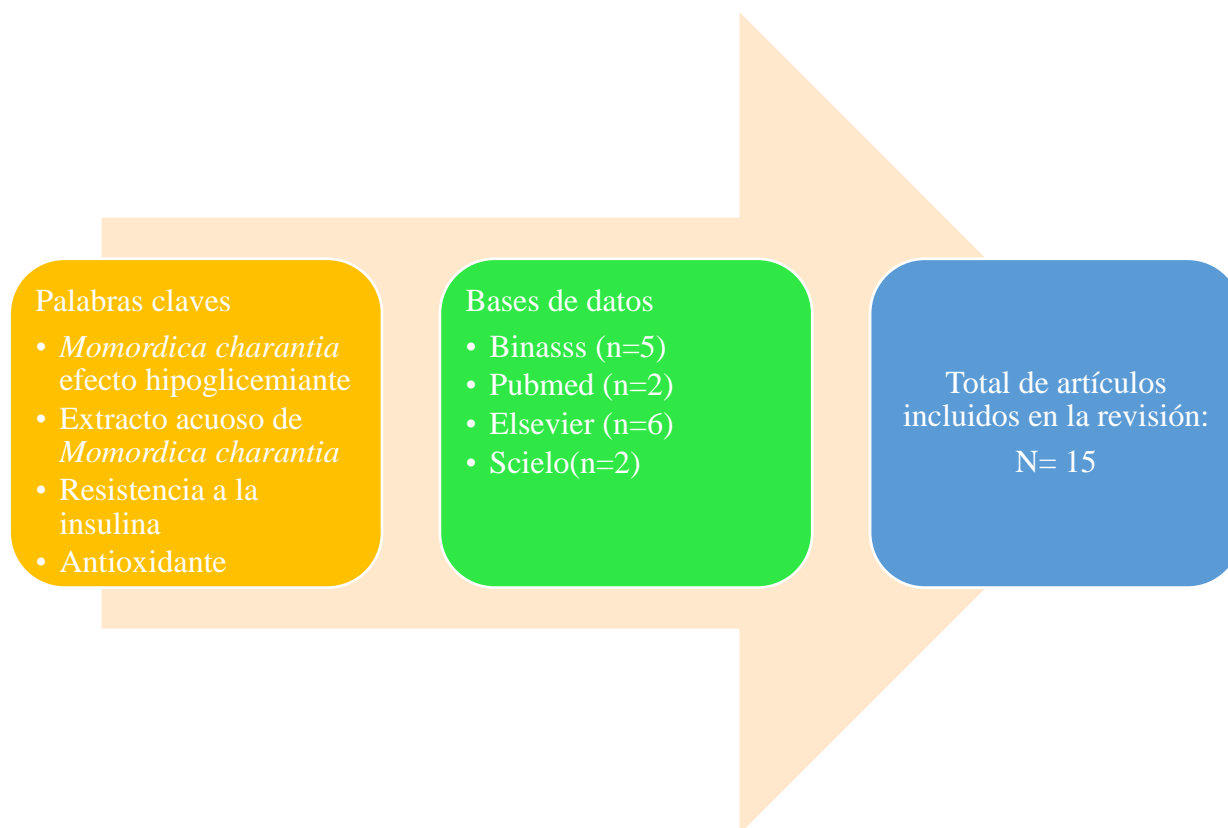 Palabras claves
• Momordica charantia
efecto hipoglicemiante
• Extracto acuoso de
Momordica charantia
• Resistencia a la
insulina
• Antioxidante
Bases de datos
• Binasss (n=5)
• Pubmed (n=2)
• Elsevier (n=6)
• Scielo(n=2)
Total de artículos
incluidos en la revisión:
N= 15